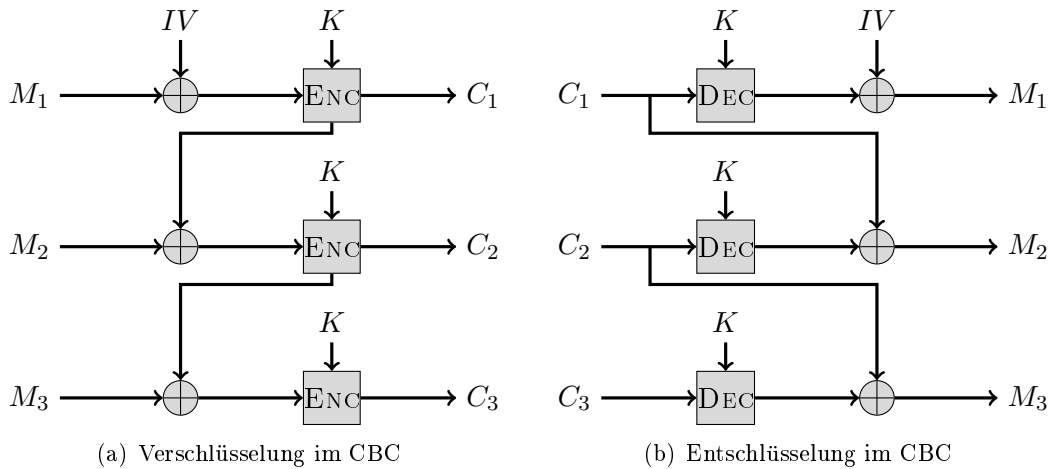 IV K K IV
M₁ ENC C₁ C₁ DEC M₁
K K
M₂ ENC C₂ C₂ DEC M₂
K K
M₃ ENC C₃ C₃ DEC M₃
(a) Verschlüsselung im CBC (b) Entschlüsselung im CBC